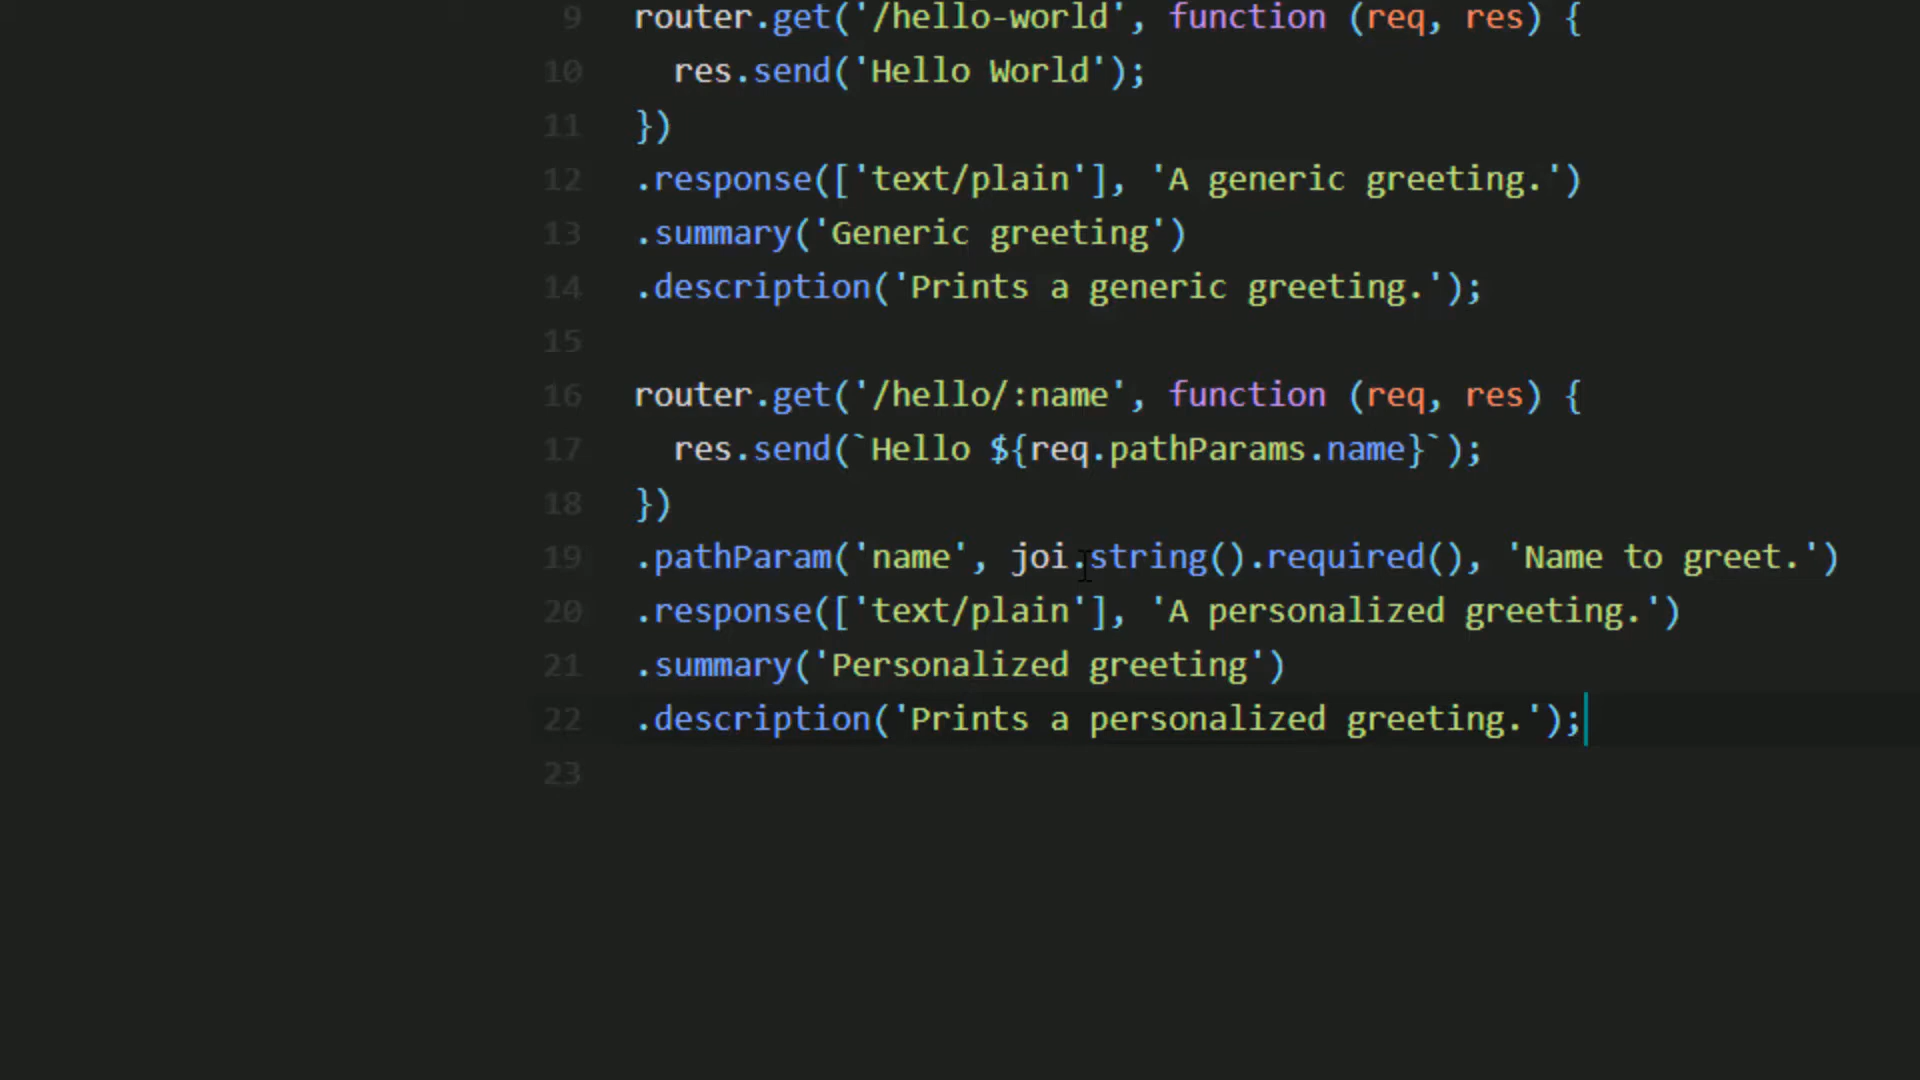 9 router.get('/hello-world', function (req, res) {
10 res.send('Hello World');
11 })
12 .response(['text/plain'], 'A generic greeting.')
13 .summary('Generic greeting')
14 .description('Prints a generic greeting.');
15
16 router.get('/hello/:name', function (req, res) {
17 res.send(`Hello ${req.pathParams.name}`);
18 })
19 .pathParam('name', joi.string().required(), 'Name to greet.')
20 .response(['text/plain'], 'A personalized greeting.')
21 .summary('Personalized greeting')
22 .description('Prints a personalized greeting.');
23